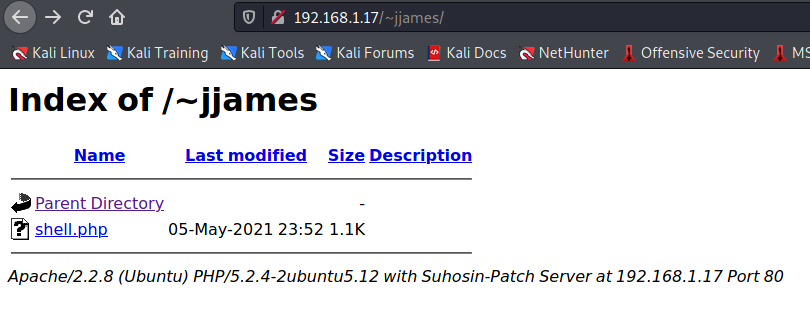 192.168.1.17/~jjames/
Kali Linux Kali Training Kali Tools Kali Forums Kali Docs NetHunter Offensive Security MS
Index of /~jjames
Name Last modified Size Description
Parent Directory -
shell.php 05-May-2021 23:52 1.1K
Apache/2.2.8 (Ubuntu) PHP/5.2.4-2ubuntu5.12 with Suhosin-Patch Server at 192.168.1.17 Port 80